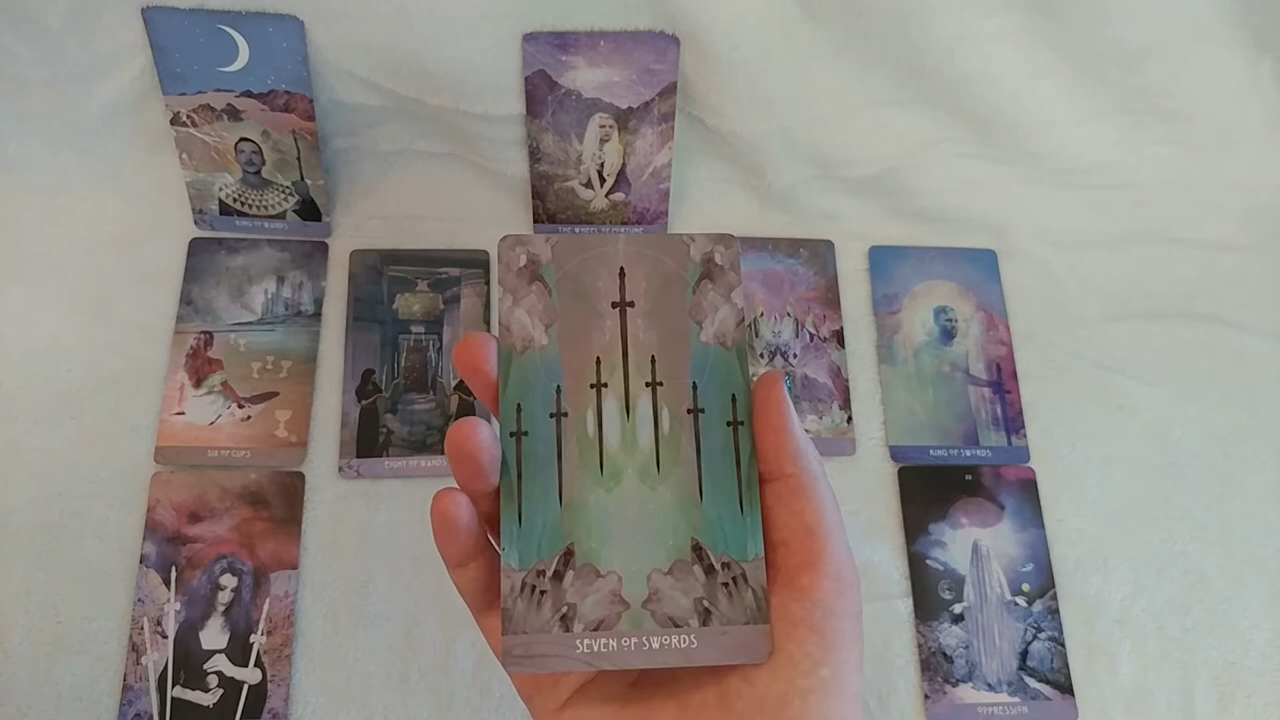 KING OF WANDS
THE WHEEL OF FORTUNE
SIX OF CUPS
EIGHT OF WANDS
KING OF SWORDS
SEVEN OF SWORDS
III
OPPRESSION